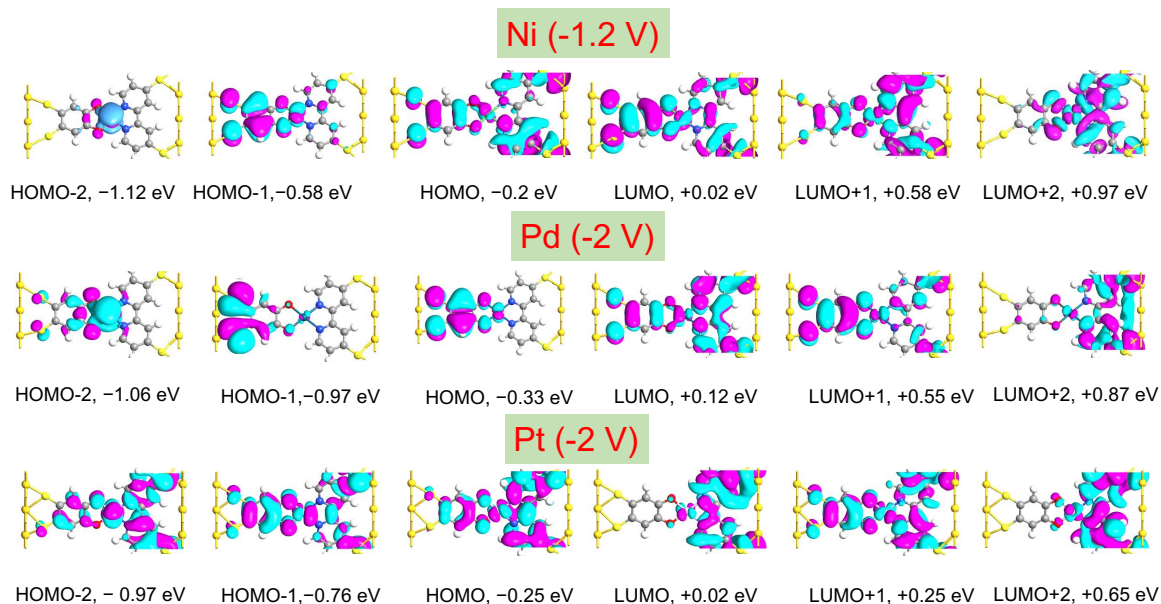 Ni (-1.2 V)
HOMO-2, −1.12 eV
HOMO-1,−0.58 eV
HOMO, −0.2 eV
LUMO, +0.02 eV
LUMO+1, +0.58 eV
LUMO+2, +0.97 eV
Pd (-2 V)
HOMO-2, −1.06 eV
HOMO-1,−0.97 eV
HOMO, −0.33 eV
LUMO, +0.12 eV
LUMO+1, +0.55 eV
LUMO+2, +0.87 eV
Pt (-2 V)
HOMO-2, − 0.97 eV
HOMO-1,−0.76 eV
HOMO, −0.25 eV
LUMO, +0.02 eV
LUMO+1, +0.25 eV
LUMO+2, +0.65 eV